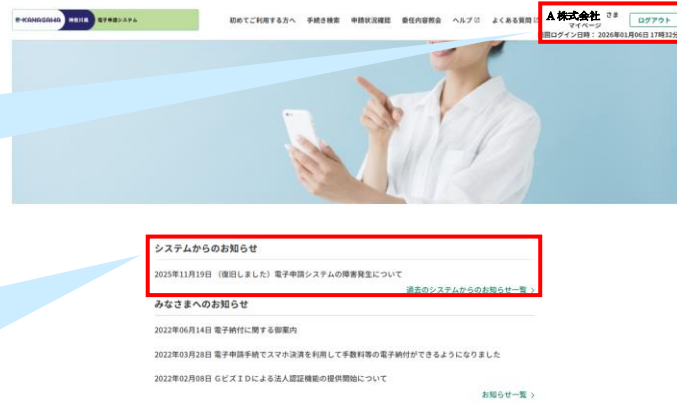 e-KANAGAWA 神奈川県 電子申請システム 初めてご利用する方へ 手続き検索 申請状況確認 委任内容照会 ヘルプ よくある質問 A 株式会社 さま ログアウト
マイページ
回ログイン日時： 2026年01月06日 17時32分
システムからのお知らせ
2025年11月19日 （復旧しました）電子申請システムの障害発生について
過去のシステムからのお知らせ一覧 >
みなさまへのお知らせ
2022年06月14日 電子納付に関する御案内
2022年03月28日 電子申請手続でスマホ決済を利用して手数料等の電子納付ができるようになりました
2022年02月08日 GビズIDによる法人認証機能の提供開始について
お知らせ一覧 >